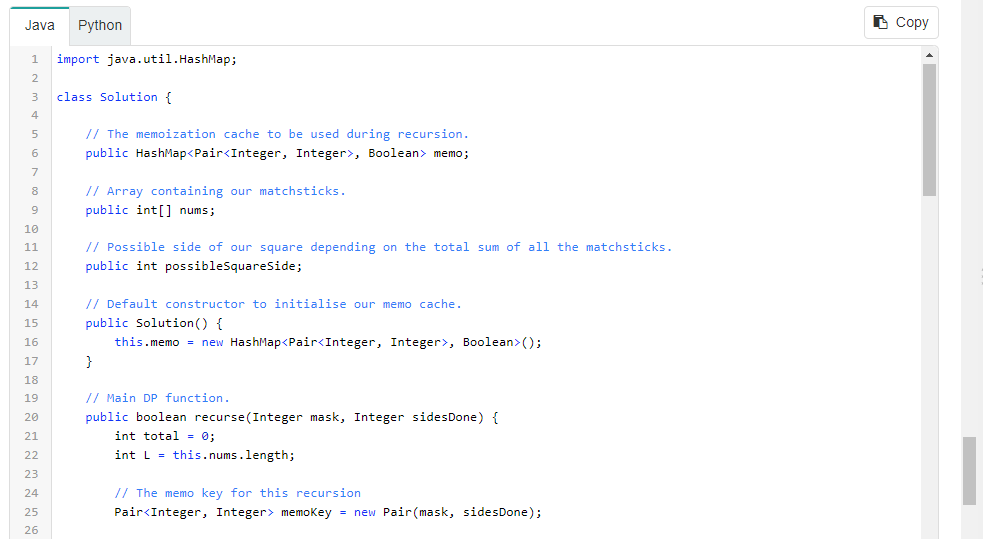 Java Python Copy
1 import java.util.HashMap;
2
3 class Solution {
4
5     // The memoization cache to be used during recursion.
6     public HashMap<Pair<Integer, Integer>, Boolean> memo;
7
8     // Array containing our matchsticks.
9     public int[] nums;
10
11     // Possible side of our square depending on the total sum of all the matchsticks.
12     public int possibleSquareSide;
13
14     // Default constructor to initialise our memo cache.
15     public Solution() {
16         this.memo = new HashMap<Pair<Integer, Integer>, Boolean>();
17     }
18
19     // Main DP function.
20     public boolean recurse(Integer mask, Integer sidesDone) {
21         int total = 0;
22         int L = this.nums.length;
23
24         // The memo key for this recursion
25         Pair<Integer, Integer> memoKey = new Pair(mask, sidesDone);
26